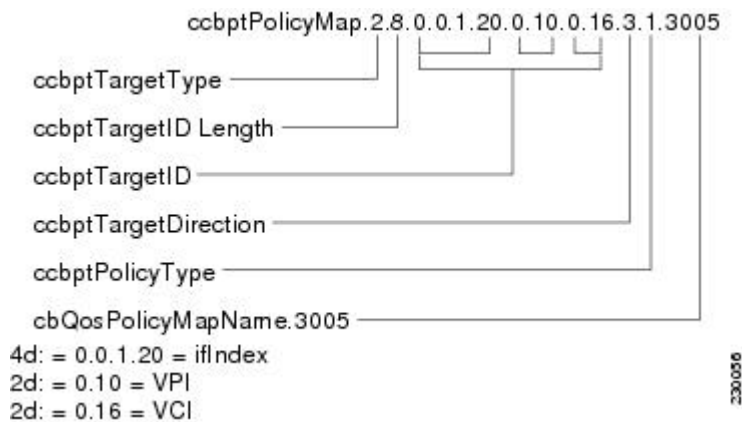 ccbptPolicyMap.2.8.0.0.1.20.0.10.0.16.3.1.3005
ccbptTargetType
ccbptTargetID Length
ccbptTargetID
ccbptTargetDirection
ccbptPolicyType
cbQosPolicyMapName.3005
4d: = 0.0.1.20 = ifIndex
2d: = 0.10 = VPI
2d: = 0.16 = VCI
230056